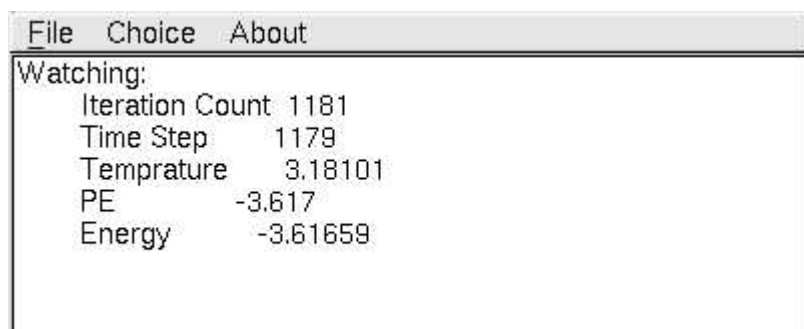 File Choice About
Watching:
Iteration Count 1181
Time Step 1179
Temprature 3.18101
PE -3.617
Energy -3.61659